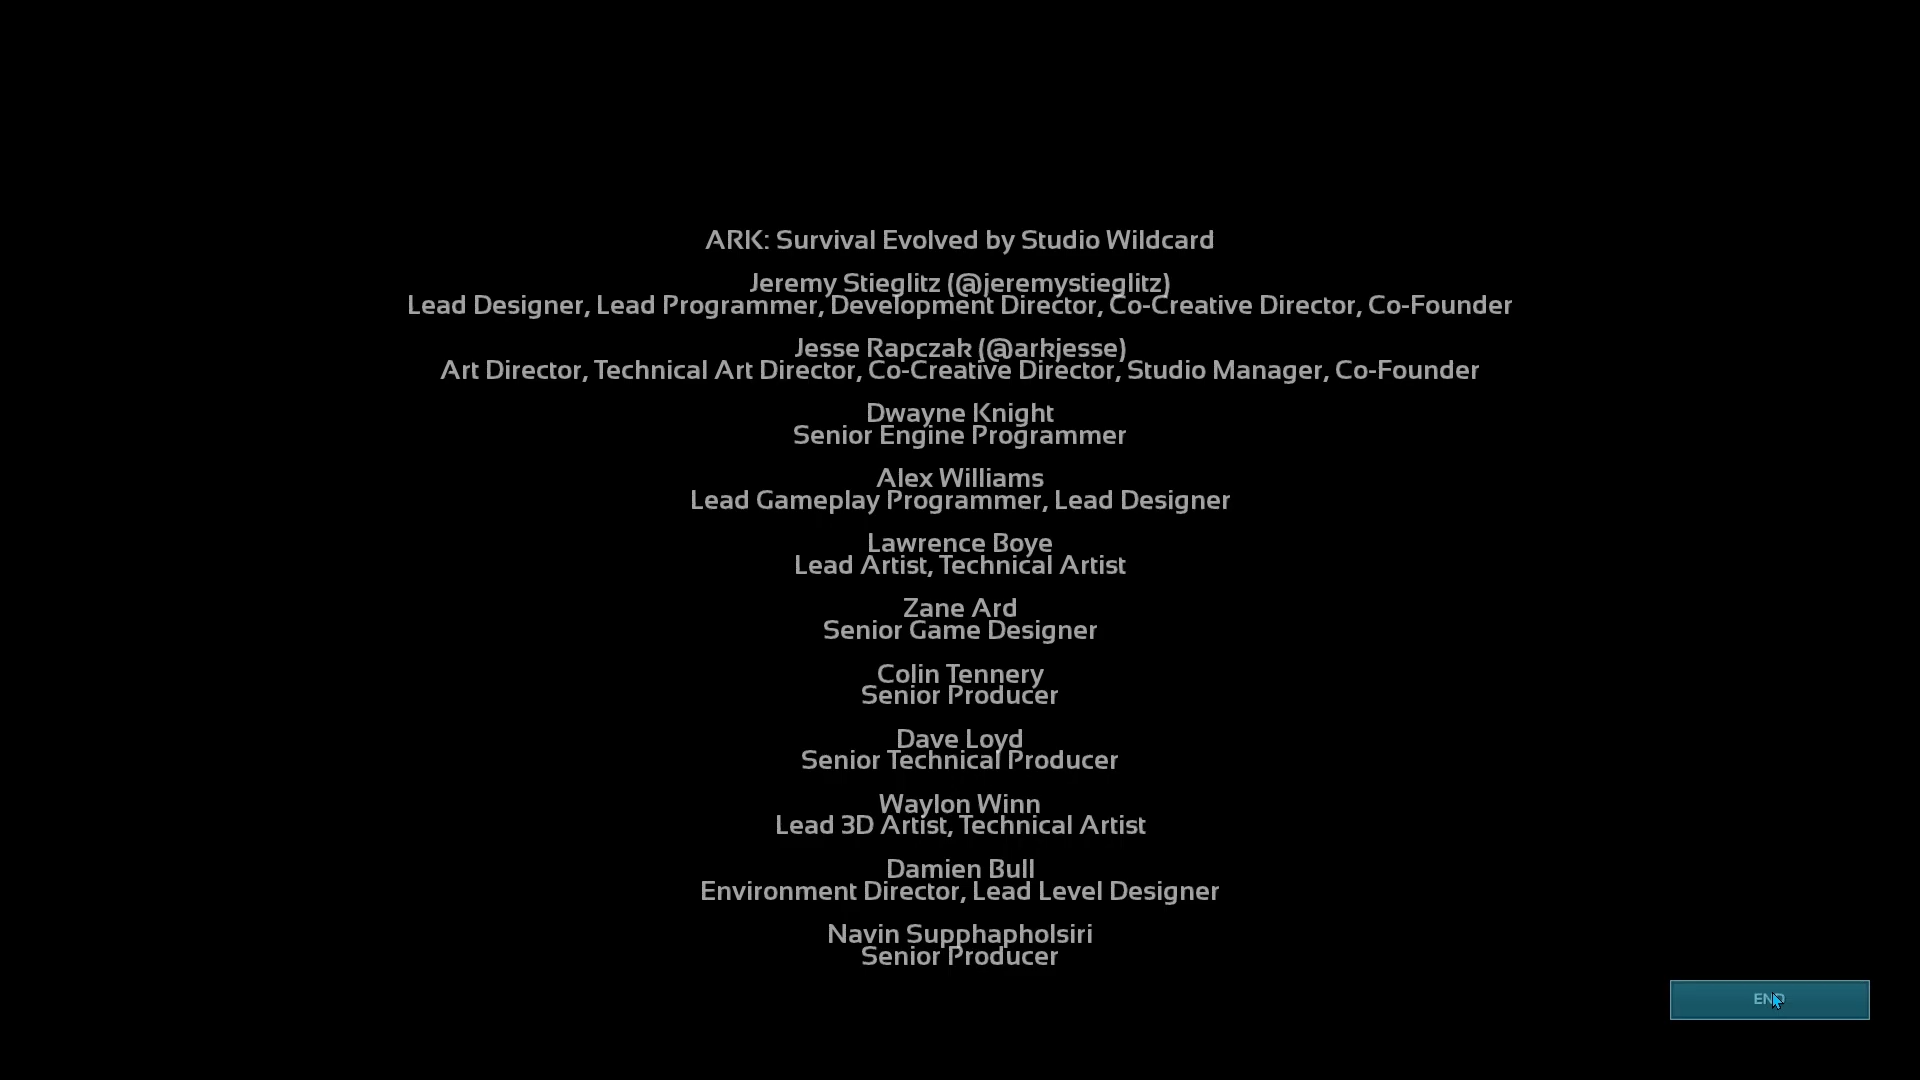 ARK: Survival Evolved by Studio Wildcard
Jeremy Stieglitz (@jeremystieglitz)
Lead Designer, Lead Programmer, Development Director, Co-Creative Director, Co-Founder
Jesse Rapczak (@arkjesse)
Art Director, Technical Art Director, Co-Creative Director, Studio Manager, Co-Founder
Dwayne Knight
Senior Engine Programmer
Alex Williams
Lead Gameplay Programmer, Lead Designer
Lawrence Boye
Lead Artist, Technical Artist
Zane Ard
Senior Game Designer
Colin Tennery
Senior Producer
Dave Loyd
Senior Technical Producer
Waylon Winn
Lead 3D Artist, Technical Artist
Damien Bull
Environment Director, Lead Level Designer
Navin Supphapholsiri
Senior Producer
END